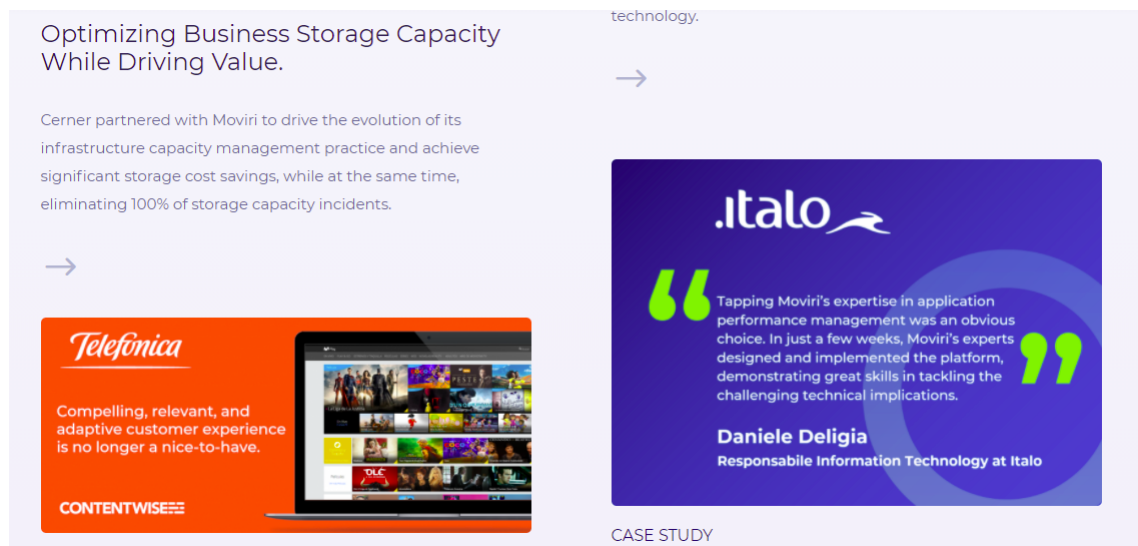 Optimizing Business Storage Capacity
While Driving Value.
Cerner partnered with Moviri to drive the evolution of its
infrastructure capacity management practice and achieve
significant storage cost savings, while at the same time,
eliminating 100% of storage capacity incidents.
Telefónica
Compelling, relevant, and
adaptive customer experience
is no longer a nice-to-have.
CONTENTWISE
technology.
.italo
“
Tapping Moviri’s expertise in application
performance management was an obvious
choice. In just a few weeks, Moviri’s experts
designed and implemented the platform,
demonstrating great skills in tackling the
challenging technical implications.
”
Daniele Deligia
Responsabile Information Technology at Italo
CASE STUDY